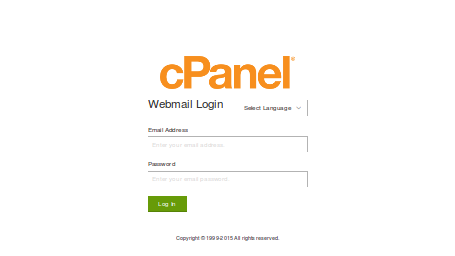 cPanel®
Webmail Login
Select Language
Email Address
Enter your email address.
Password
Enter your email password.
Log in
Copyright © 1999-2015 All rights reserved.